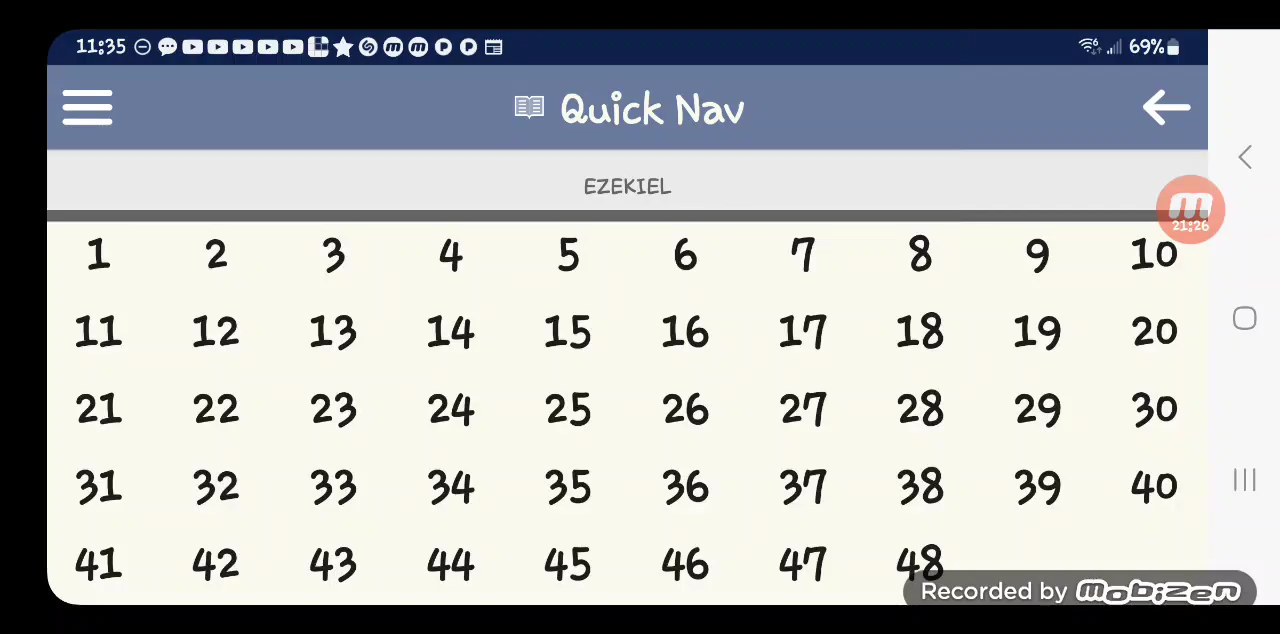 11:35 69%
Quick Nav
EZEKIEL
21:26
1 2 3 4 5 6 7 8 9 10
11 12 13 14 15 16 17 18 19 20
21 22 23 24 25 26 27 28 29 30
31 32 33 34 35 36 37 38 39 40
41 42 43 44 45 46 47 48
Recorded by mobizen